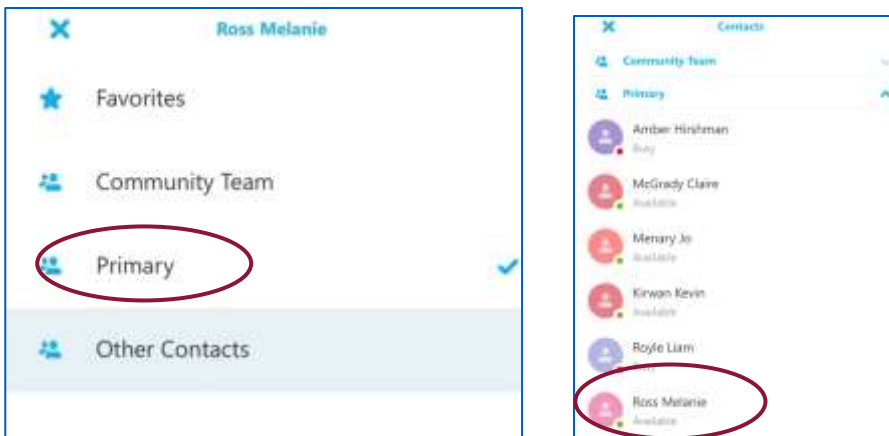 Ross Melanie
Favorites
Community Team
Primary
Other Contacts
Contacts
Community Team
Primary
Amber Hirshman
Busy
McGrady Claire
Available
Menary Jo
Available
Kirwan Kevin
Available
Royle Liam
Ross Melanie
Available